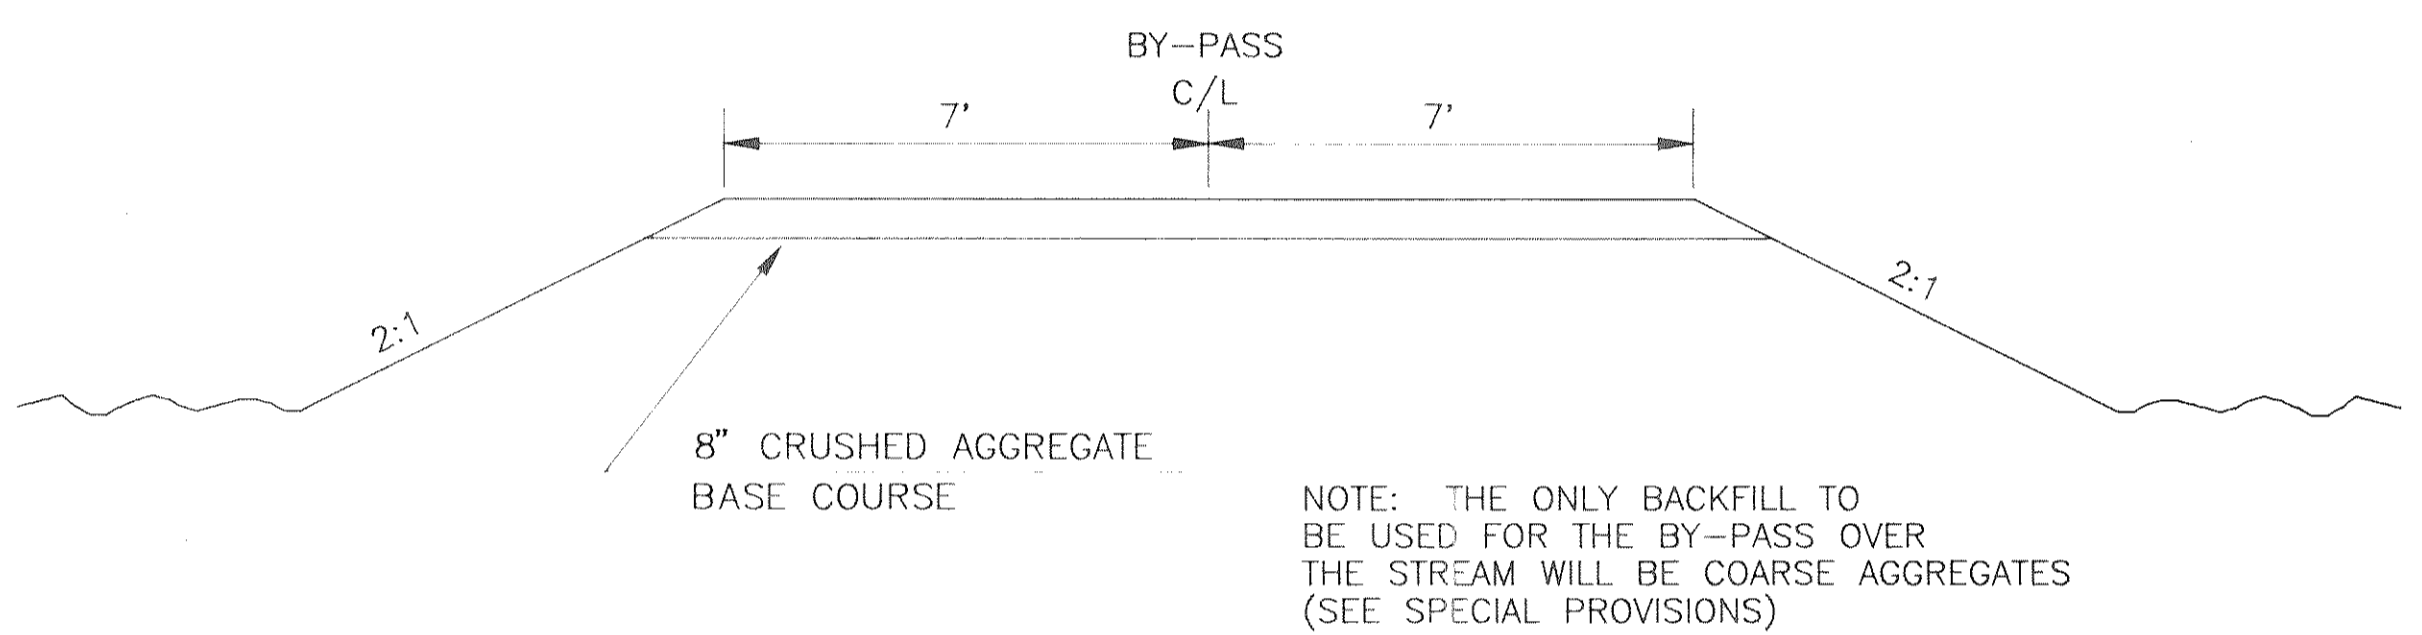 BY-PASS
C/L
7'
7'
2:1
2:1
8" CRUSHED AGGREGATE
BASE COURSE
NOTE: THE ONLY BACKFILL TO
BE USED FOR THE BY-PASS OVER
THE STREAM WILL BE COARSE AGGREGATES
(SEE SPECIAL PROVISIONS)